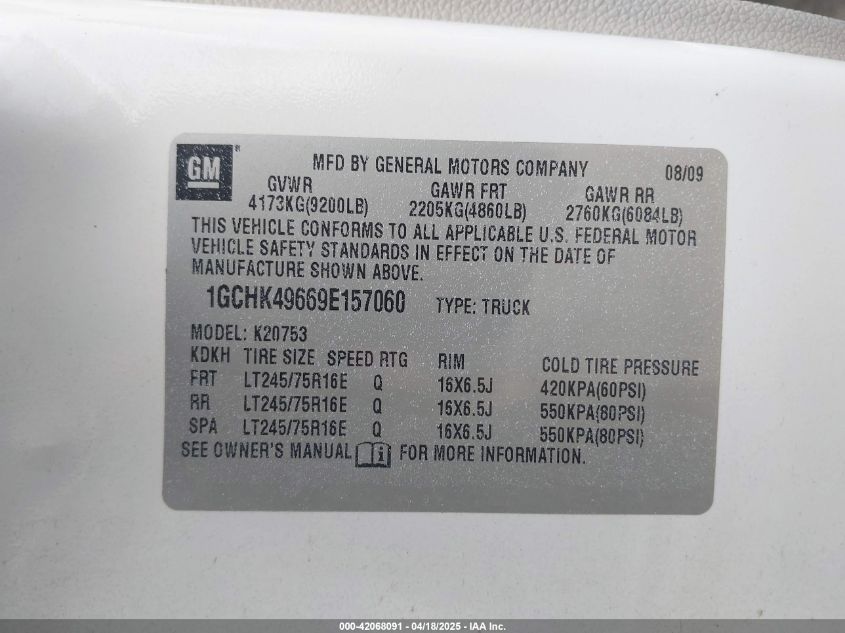 GM ®
MFD BY GENERAL MOTORS COMPANY 08/09
GVWR GAWR FRT GAWR RR
4173KG(9200LB) 2205KG(4860LB) 2760KG(6084LB)
THIS VEHICLE CONFORMS TO ALL APPLICABLE U.S. FEDERAL MOTOR
VEHICLE SAFETY STANDARDS IN EFFECT ON THE DATE OF
MANUFACTURE SHOWN ABOVE.
1GCHK49669E157060 TYPE: TRUCK
MODEL: K20753
KDKH TIRE SIZE SPEED RTG RIM COLD TIRE PRESSURE
FRT LT245/75R16E Q 16X6.5J 420KPA(60PSI)
RR LT245/75R16E Q 16X6.5J 550KPA(80PSI)
SPA LT245/75R16E Q 16X6.5J 550KPA(80PSI)
SEE OWNER'S MANUAL i FOR MORE INFORMATION.
000-42068091 - 04/18/2025 - IAA Inc.